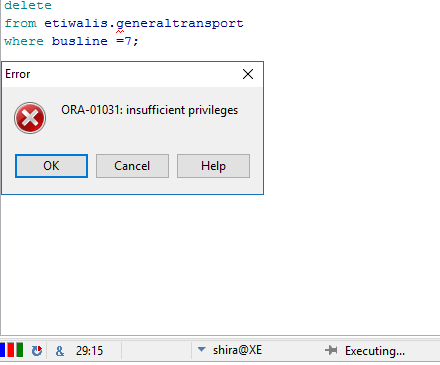 delete
from etiwalis.generaltransport
where busline =7;
Error
ORA-01031: insufficient privileges
OK Cancel Help
& 29:15 shira@XE Executing...